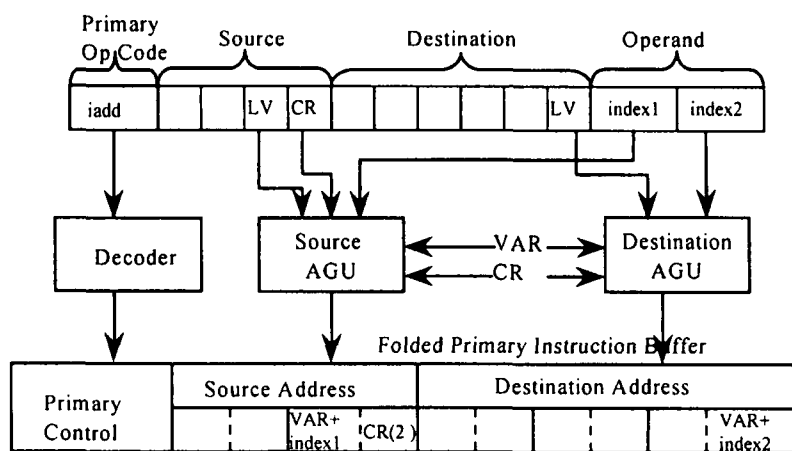 Primary
Op Code
Source
Destination
Operand
iadd
LV
CR
LV
index1
index2
Decoder
Source
AGU
VAR
CR
Destination
AGU
Folded Primary Instruction Buffer
Primary
Control
Source Address
Destination Address
VAR+
index1
CR(2 )
VAR+
index2